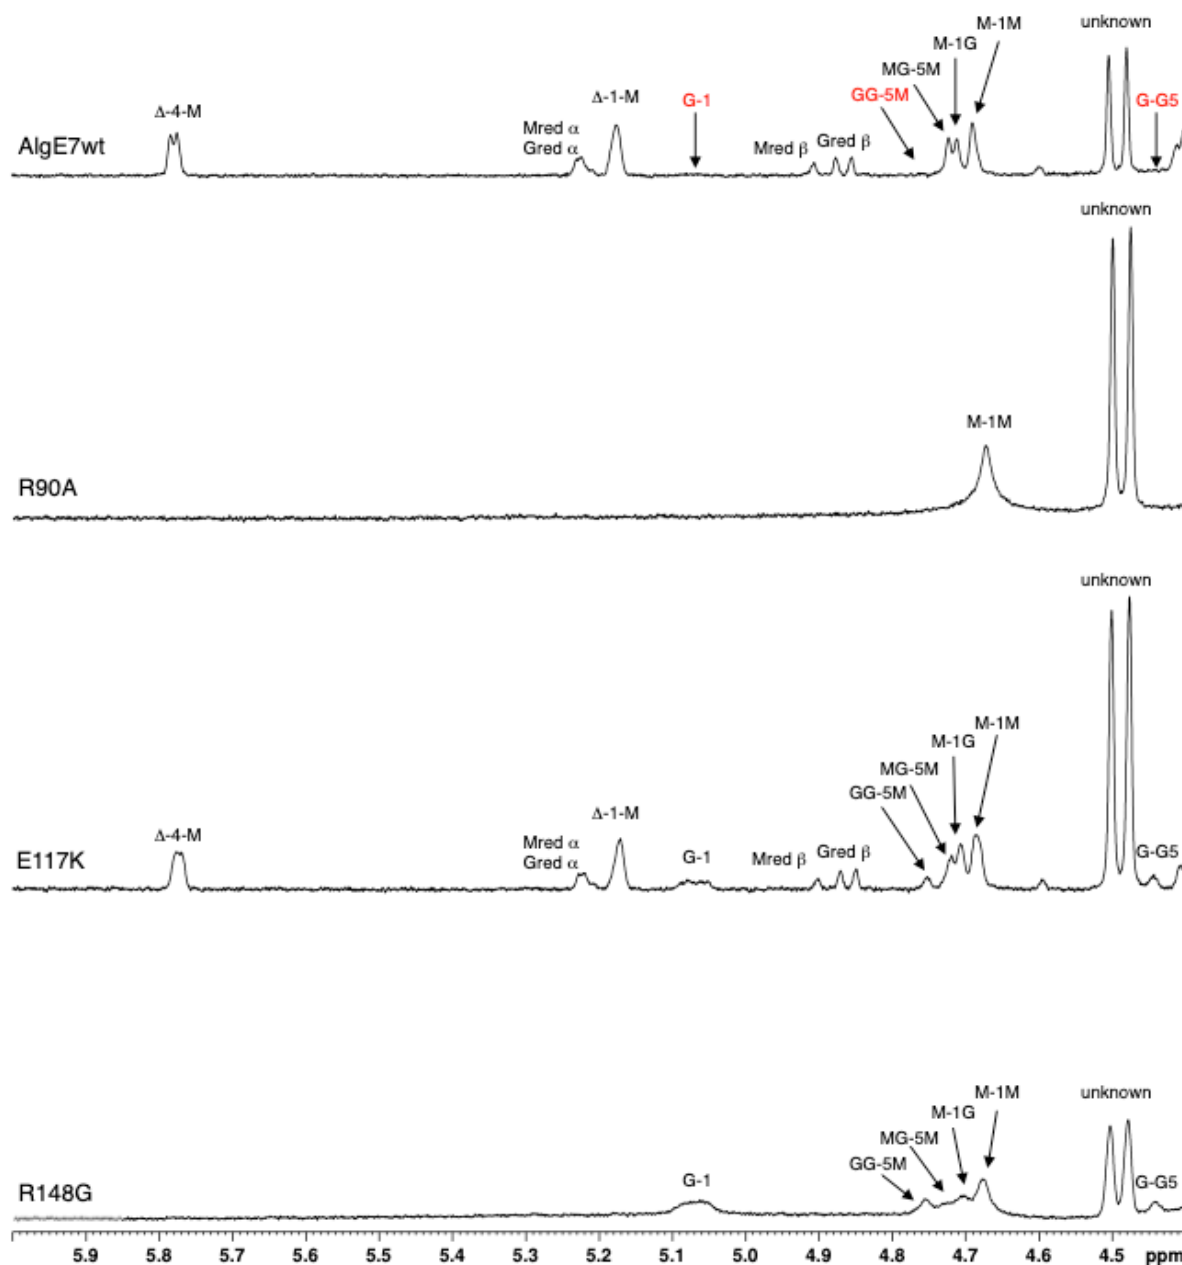 unknown
M-1M
M-1G
MG-5M
Δ-1-M
G-1
GG-5M
G-G5
Δ-4-M
Mred α
Gred α
Mred β
Gred β
AlgE7wt
unknown
M-1M
R90A
unknown
M-1M
M-1G
MG-5M
GG-5M
Δ-1-M
Δ-4-M
Mred α
Gred α
G-1
Mred β
Gred β
G-G5
E117K
unknown
M-1M
M-1G
MG-5M
GG-5M
G-1
G-G5
R148G
5.9 5.8 5.7 5.6 5.5 5.4 5.3 5.2 5.1 5.0 4.9 4.8 4.7 4.6 4.5 ppm